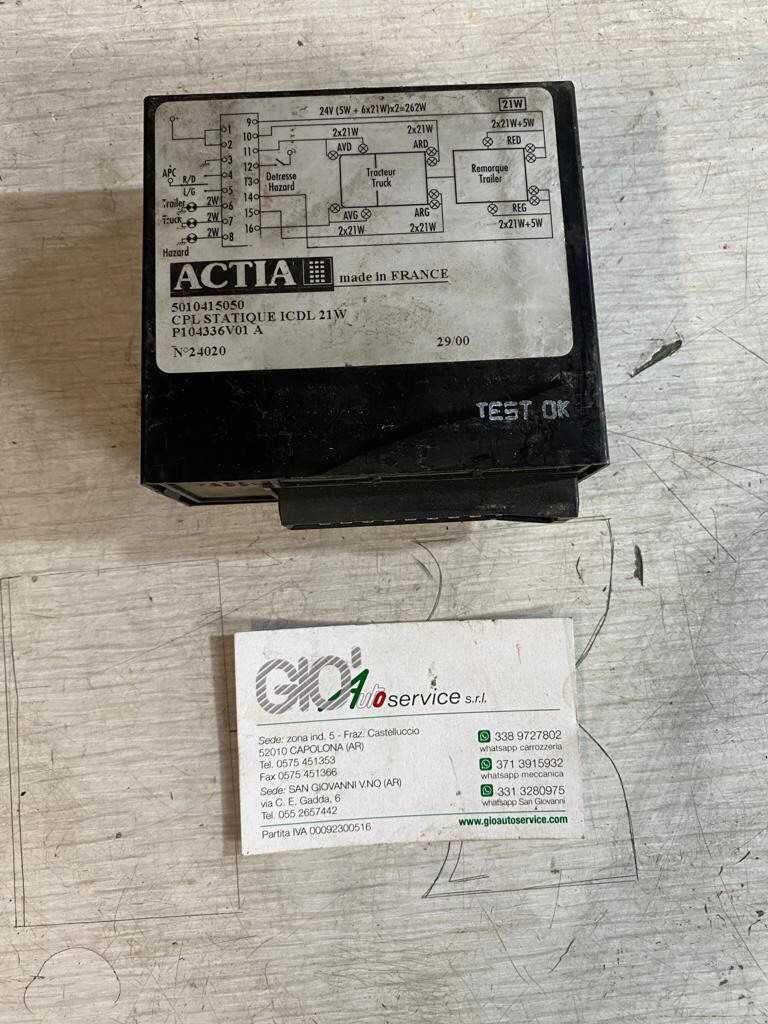 24V (5W + 6x21W)x2=262W
21W
9
10
11
12
13
14
15
16
1
2
3
4
5
6
7
8
APC
R/D
L/G
Trailer
2W
Truck
2W
2W
Hazard
Detresse
Hazard
2x21W
AVD
2x21W
ARD
Tracteur
Truck
AVG
2x21W
ARG
2x21W
2x21W+5W
RED
Remorque
Trailer
REG
2x21W+5W
ACTIA made in FRANCE
5010415050
CPL STATIQUE ICDL 21W
P104336V01 A
N°24020
29/00
TEST OK
GIO' Autoservice s.r.l.
Sede: zona ind. 5 - Fraz. Castelluccio
52010 CAPOLONA (AR)
Tel. 0575 451353
Fax 0575 451366
Sede: SAN GIOVANNI V.NO (AR)
via C. E. Gadda, 6
Tel. 055 2657442
Partita IVA 00092300516
338 9727802
whatsapp carrozzeria
371 3915932
whatsapp meccanica
331 3280975
whatsapp San Giovanni
www.gioautoservice.com